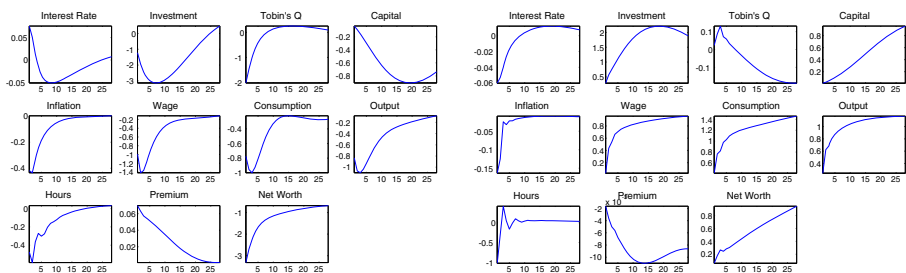 Interest Rate Investment Tobin's Q Capital Interest Rate Investment Tobin's Q Capital
0.05 0 0 0 0 2 0.1 0.8
0 -1 -0.2 -0.02 1.5 0 0.6
-2 -1 -0.4 -0.04 1 -0.1 0.4
-0.05 -3 -2 -0.6 -0.06 0.2
-0.8 0
5 10 15 20 25 5 10 15 20 25 5 10 15 20 25 5 10 15 20 25 5 10 15 20 25 5 10 15 20 25 5 10 15 20 25 5 10 15 20 25
Inflation Wage Consumption Output Inflation Wage Consumption Output
0 -0.2 -0.4 -0.2 -0.05 0.8 1.4 1
-0.2 -0.6 -0.6 -0.4 -0.1 0.6 1.2 0.5
-0.4 -1 -0.8 -0.6 -0.15 0.4 1
-1.4 -1 -0.8 0.2 0.8
-1 0.6
0.4
5 10 15 20 25 5 10 15 20 25 5 10 15 20 25 5 10 15 20 25 5 10 15 20 25 5 10 15 20 25 5 10 15 20 25 5 10 15 20 25
Hours Premium Net Worth Hours Premium Net Worth
x 10
0 0.06 -1 0 -2 0.8
-0.2 0.04 -2 -0.5 -4 0.6
-0.4 0.02 -3 -1 -6 0.4
-8 0.2
-10
5 10 15 20 25 5 10 15 20 25 5 10 15 20 25 5 10 15 20 25 5 10 15 20 25 5 10 15 20 25